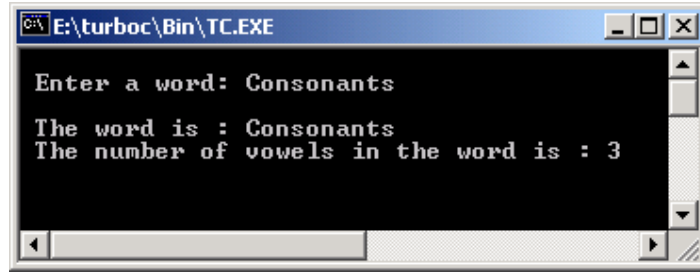 E:\turboc\Bin\TC.EXE
Enter a word: Consonants
The word is : Consonants
The number of vowels in the word is : 3